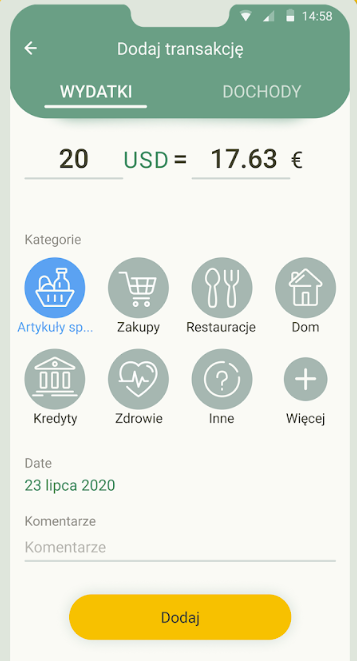 14:58
Dodaj transakcję
WYDATKI DOCHODY
20 USD = 17.63 €
Kategorie
Artykuły sp... Zakupy Restauracje Dom
Kredyty Zdrowie Inne Więcej
Date
23 lipca 2020
Komentarze
Komentarze
Dodaj